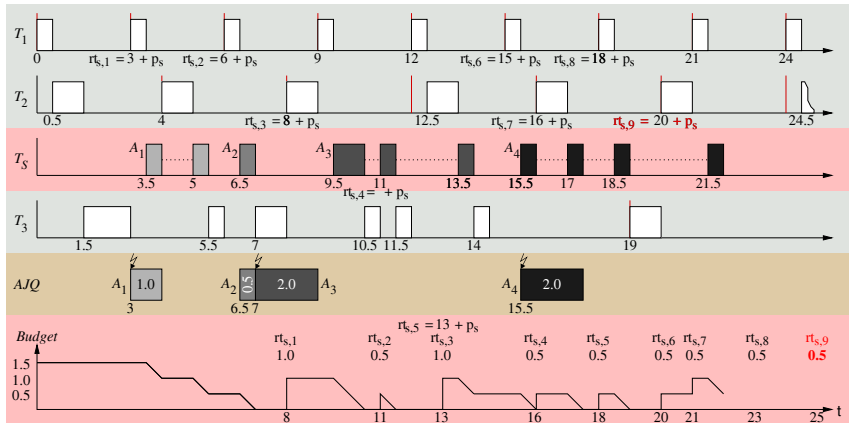 T1
0 rts,1 = 3 + ps rts,2 = 6 + ps 9 12 rts,6 = 15 + ps rts,8 = 18 + ps 21 24
T2
0.5 4 rts,3 = 8 + ps 12.5 rts,7 = 16 + ps rts,9 = 20 + ps 24.5
TS A1 A2 A3 A4
3.5 5 6.5 9.5 11 13.5 15.5 17 18.5 21.5
rts,4 = + ps
T3
1.5 5.5 7 10.5 11.5 14 19
AJQ A1 1.0 A2 0.5 2.0 A3 A4 2.0
3 6.5 7 15.5
rts,5 = 13 + ps
Budget rts,1 rts,2 rts,3 rts,4 rts,5 rts,6 rts,7 rts,8 rts,9
1.0 0.5 1.0 0.5 0.5 0.5 0.5 0.5 0.5
1.5
1.0
0.5
t
8 11 13 16 18 20 21 23 25